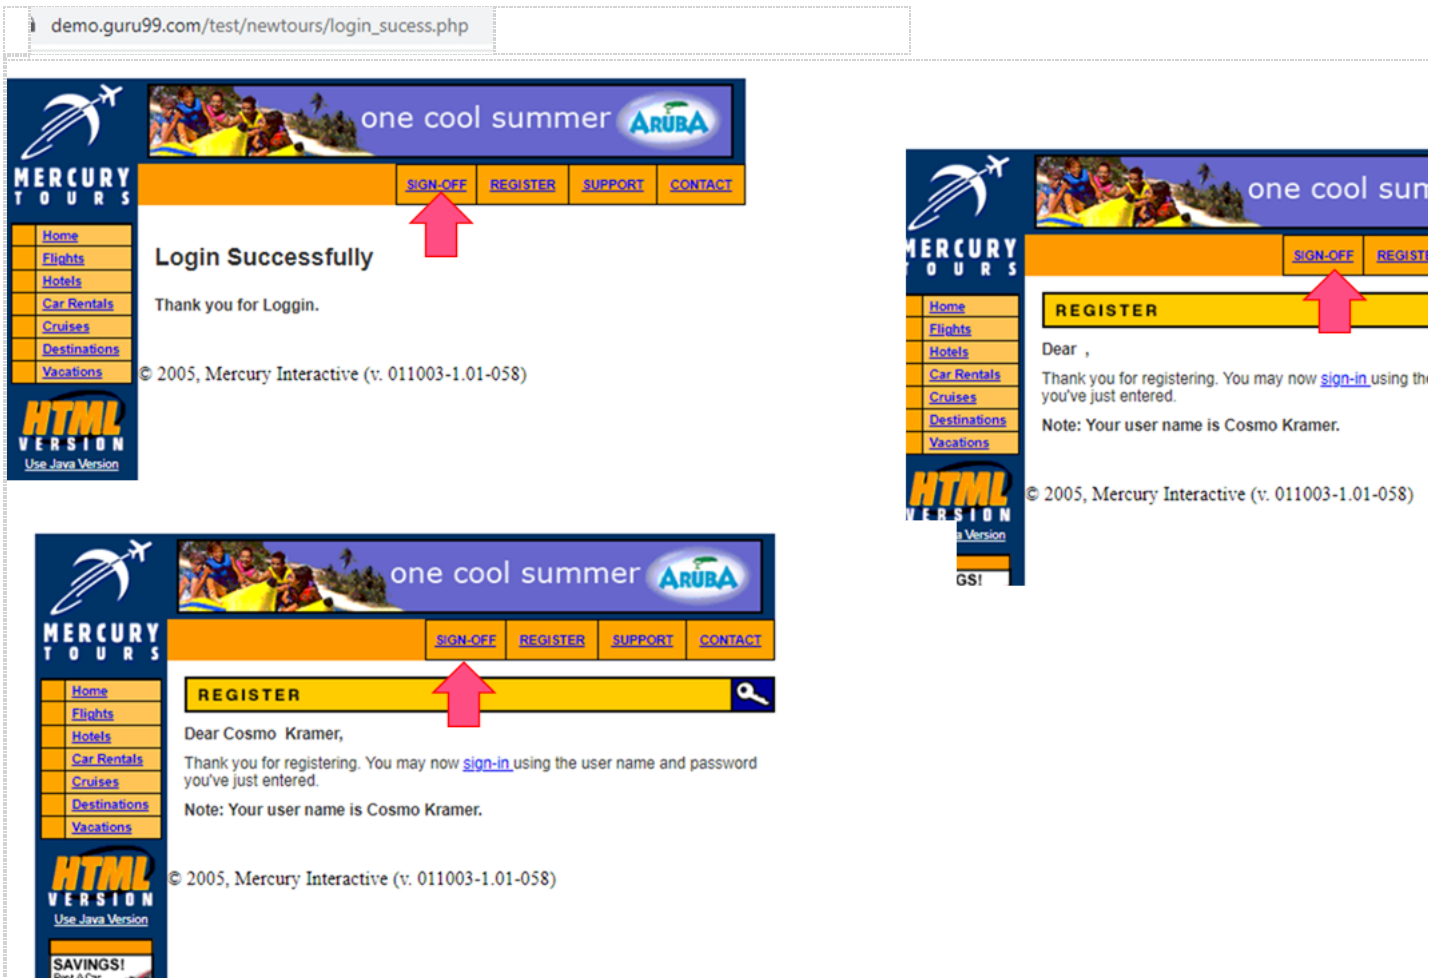 demo.guru99.com/test/newtours/login_sucess.php
one cool summer ARUBA
MERCURY
TOURS
SIGN-OFF REGISTER SUPPORT CONTACT
Home
Flights
Hotels
Car Rentals
Cruises
Destinations
Vacations
Login Successfully
Thank you for Loggin.
© 2005, Mercury Interactive (v. 011003-1.01-058)
HTML
VERSION
Use Java Version
one cool sum
MERCURY
TOURS
SIGN-OFF REGISTE
Home
Flights
Hotels
Car Rentals
Cruises
Destinations
Vacations
REGISTER
Dear ,
Thank you for registering. You may now sign-in using the
you've just entered.
Note: Your user name is Cosmo Kramer.
© 2005, Mercury Interactive (v. 011003-1.01-058)
HTML
VERSION
a Version
GS!
one cool summer ARUBA
MERCURY
TOURS
SIGN-OFF REGISTER SUPPORT CONTACT
Home
Flights
Hotels
Car Rentals
Cruises
Destinations
Vacations
REGISTER
Dear Cosmo Kramer,
Thank you for registering. You may now sign-in using the user name and password
you've just entered.
Note: Your user name is Cosmo Kramer.
© 2005, Mercury Interactive (v. 011003-1.01-058)
HTML
VERSION
Use Java Version
SAVINGS!